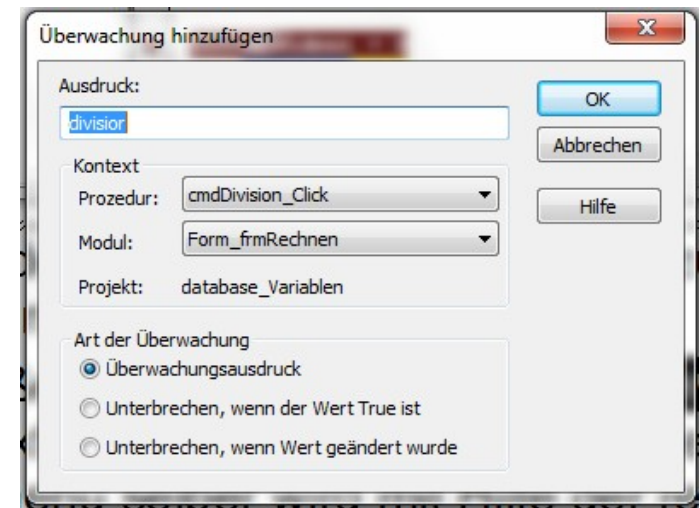 Überwachung hinzufügen
Ausdruck:
divisior
OK
Abbrechen
Hilfe
Kontext
Prozedur: cmdDivision_Click
Modul: Form_frmRechnen
Projekt: database_Variablen
Art der Überwachung
Überwachungsausdruck
Unterbrechen, wenn der Wert True ist
Unterbrechen, wenn Wert geändert wurde